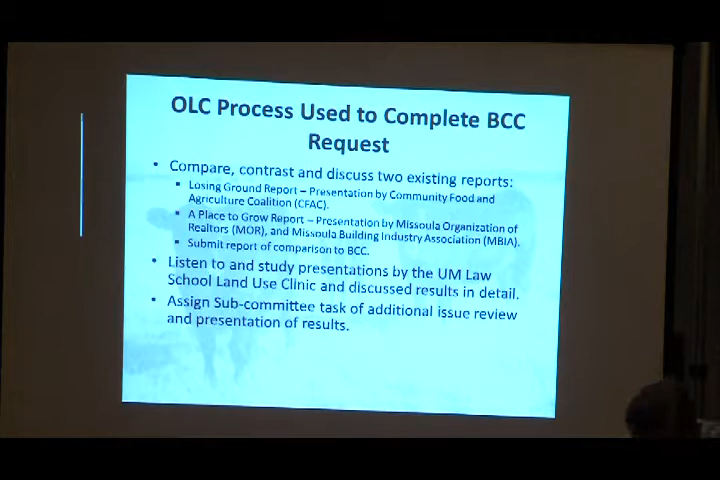 OLC Process Used to Complete BCC
Request
• Compare, contrast and discuss two existing reports:
▪ Losing Ground Report – Presentation by Community Food and
Agriculture Coalition (CFAC).
▪ A Place to Grow Report – Presentation by Missoula Organization of
Realtors (MOR), and Missoula Building Industry Association (MBIA).
▪ Submit report of comparison to BCC.
• Listen to and study presentations by the UM Law
School Land Use Clinic and discussed results in detail.
• Assign Sub-committee task of additional issue review
and presentation of results.